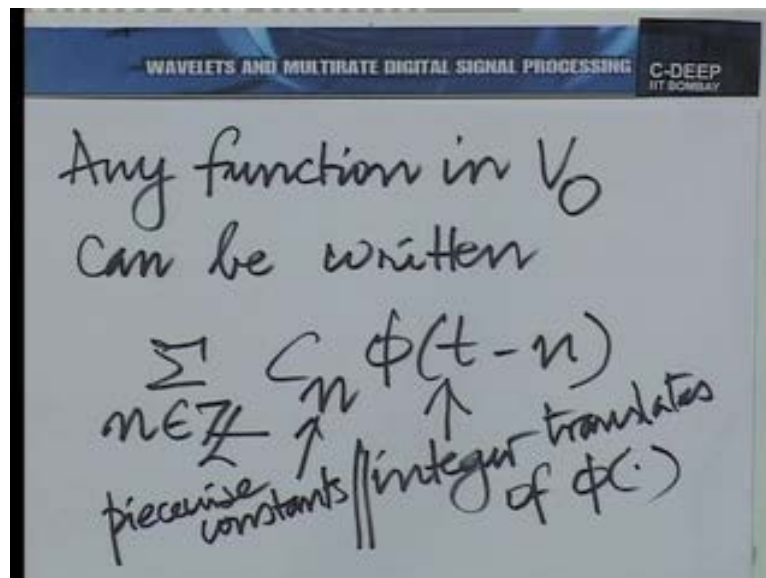 WAVELETS AND MULTIRATE DIGITAL SIGNAL PROCESSING
C-DEEP
IIT BOMBAY
Any function in V₀
can be written
Σ Cₙ ϕ(t - n)
n∈ℤ
piecewise constants
integer translates of ϕ(·)